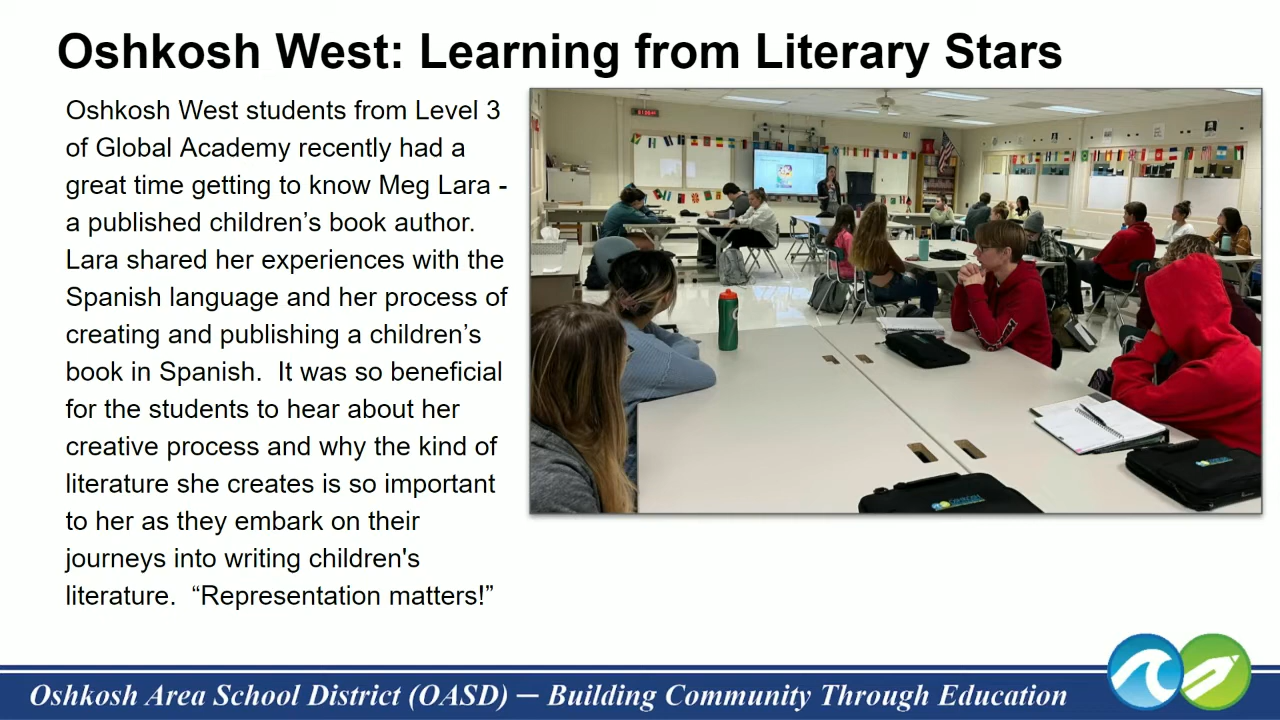 Oshkosh West: Learning from Literary Stars
Oshkosh West students from Level 3
of Global Academy recently had a
great time getting to know Meg Lara -
a published children’s book author.
Lara shared her experiences with the
Spanish language and her process of
creating and publishing a children’s
book in Spanish.  It was so beneficial
for the students to hear about her
creative process and why the kind of
literature she creates is so important
to her as they embark on their
journeys into writing children's
literature.  “Representation matters!”
Oshkosh Area School District (OASD) — Building Community Through Education